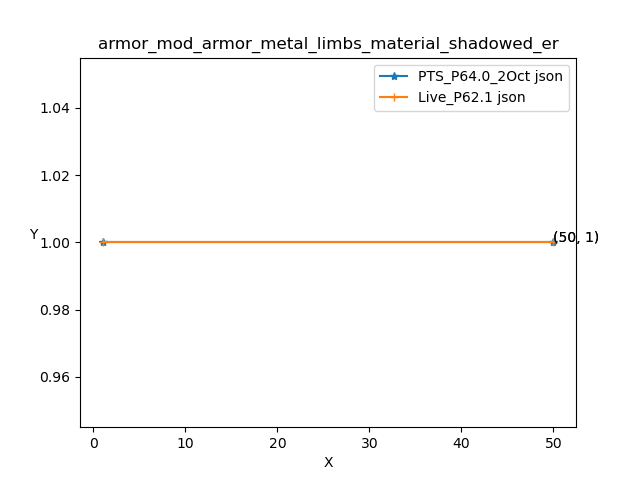 armor_mod_armor_metal_limbs_material_shadowed_er
PTS_P64.0_2Oct json
Live_P62.1 json
1.04
1.02
1.00
0.98
0.96
Y
(50, 1)
0 10 20 30 40 50
X